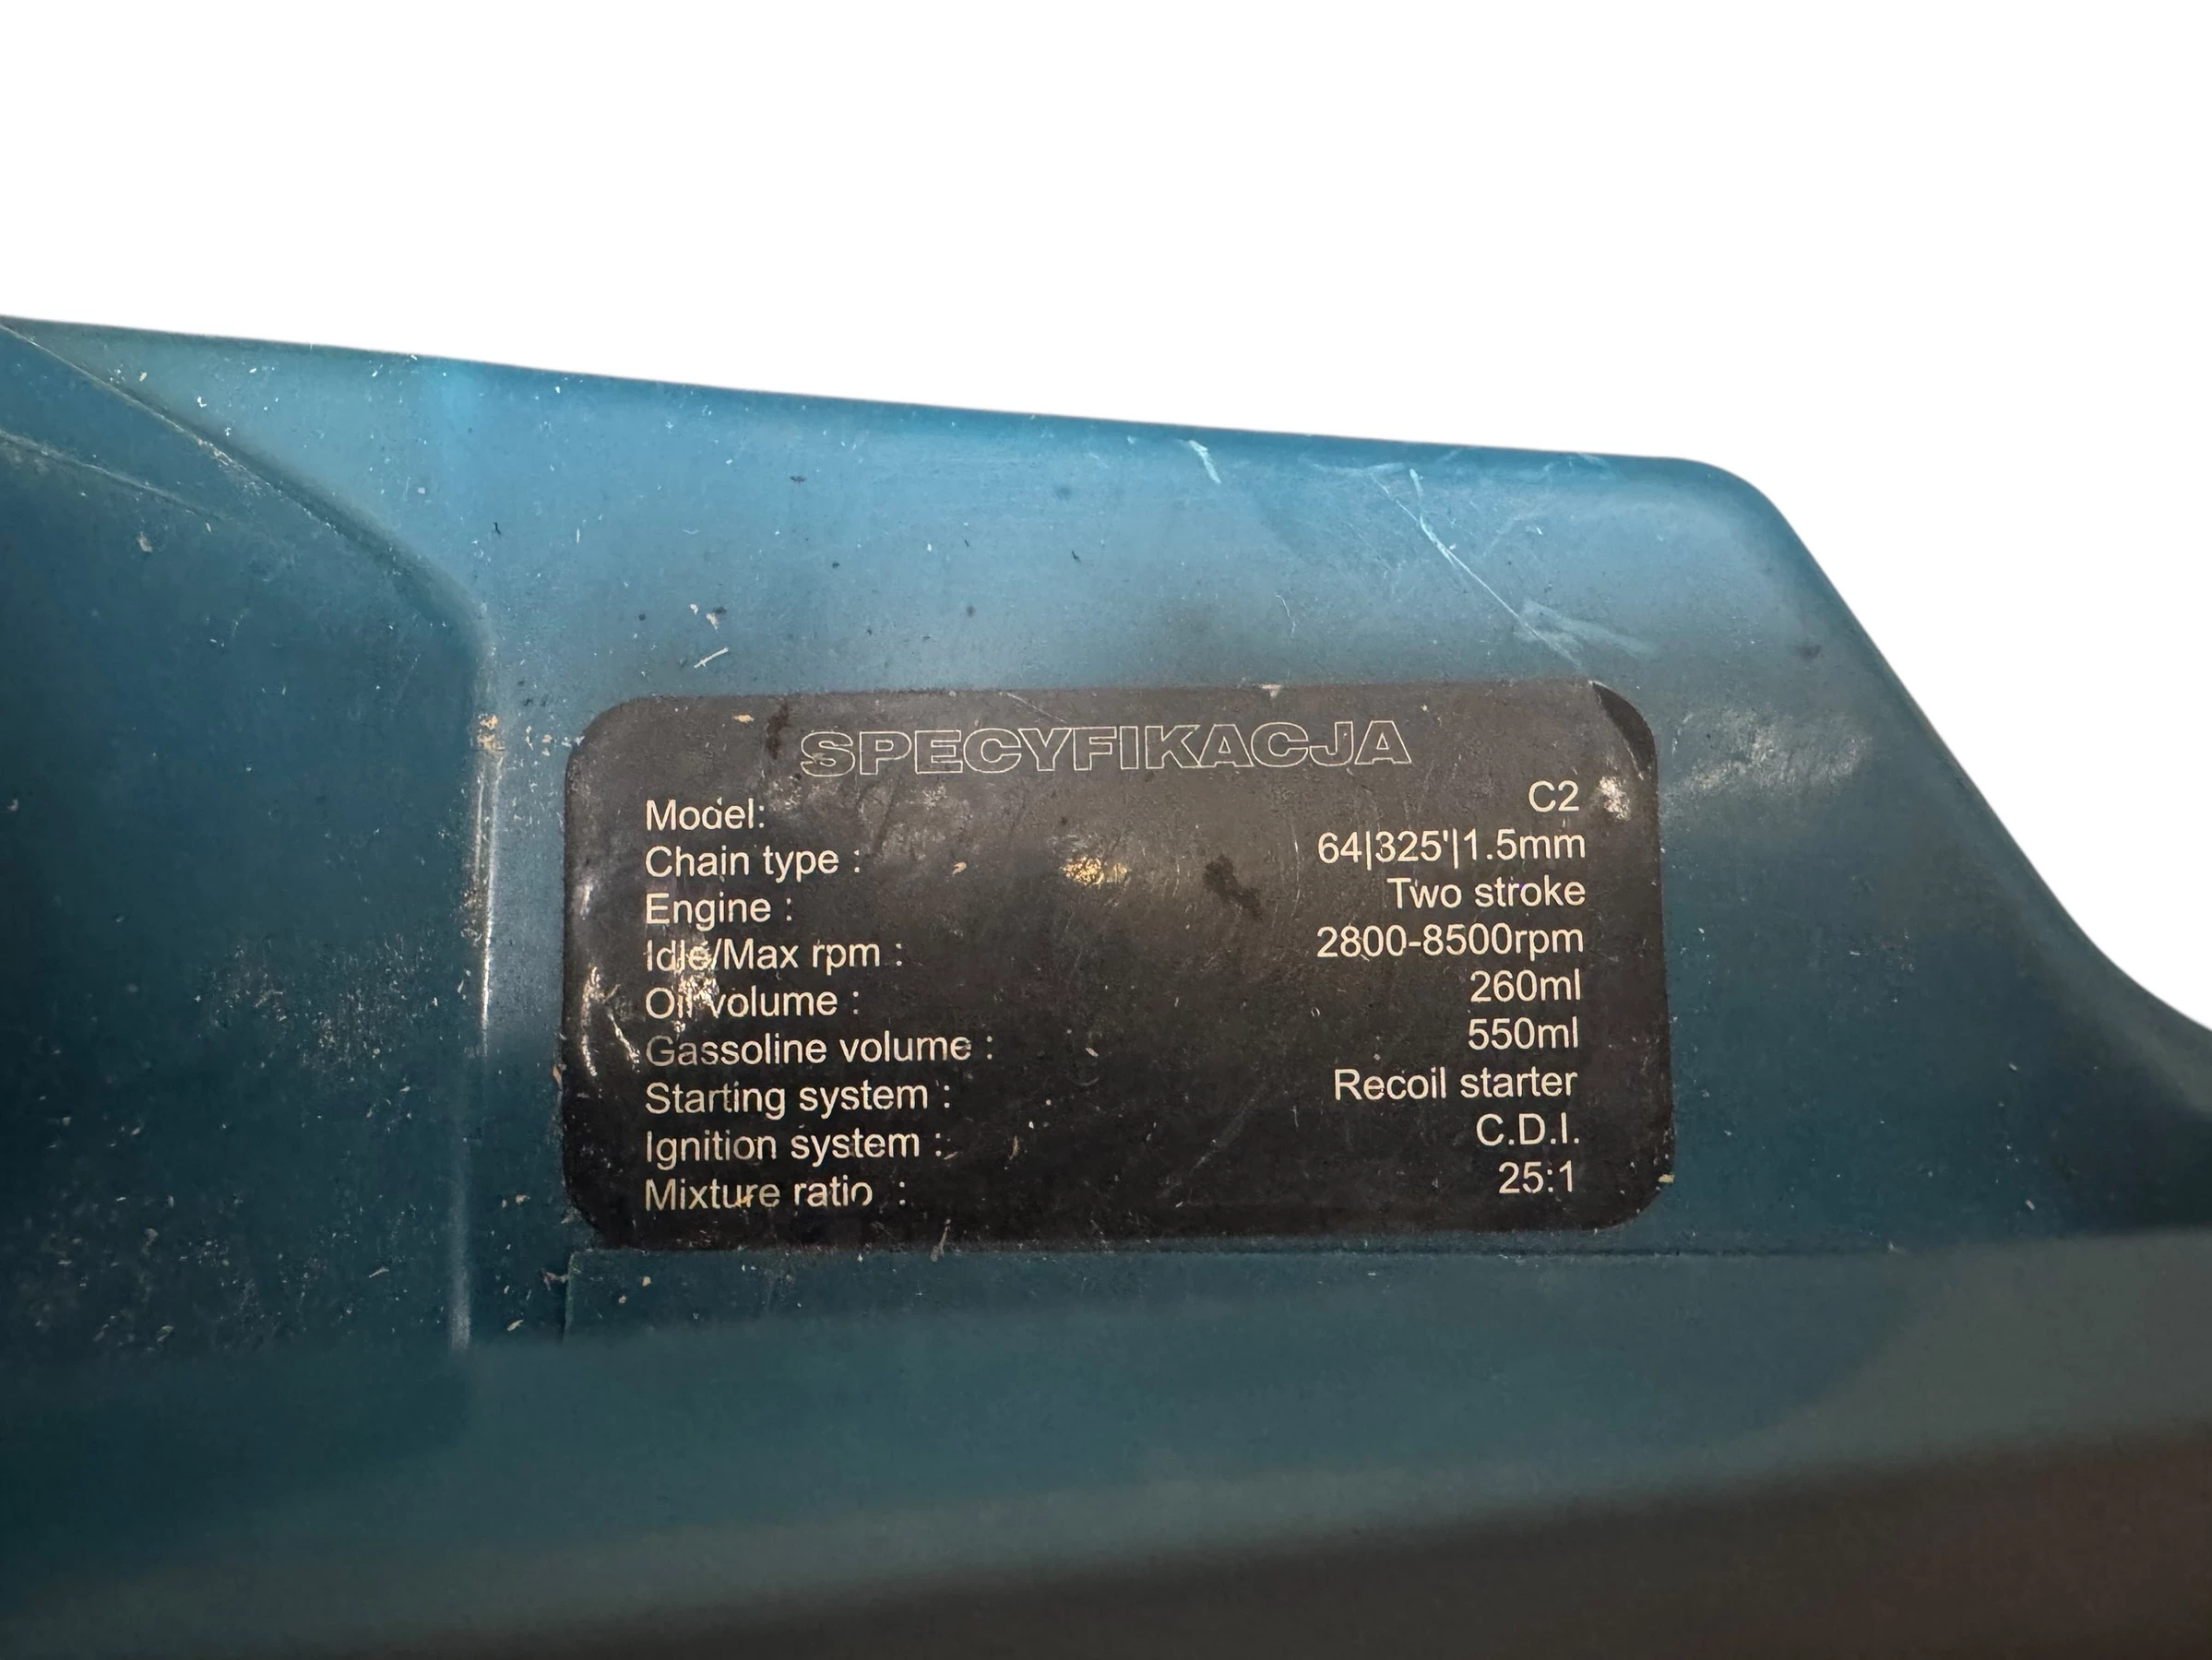 SPECYFIKACJA
Model: C2
Chain type : 64|325'|1.5mm
Engine : Two stroke
Idle/Max rpm : 2800-8500rpm
Oil volume : 260ml
Gassoline volume : 550ml
Starting system : Recoil starter
Ignition system : C.D.I.
Mixture ratio : 25:1